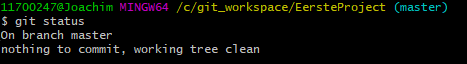 11700247@Joachim MINGW64 /c/git_workspace/EersteProject (master)
$ git status
On branch master
nothing to commit, working tree clean